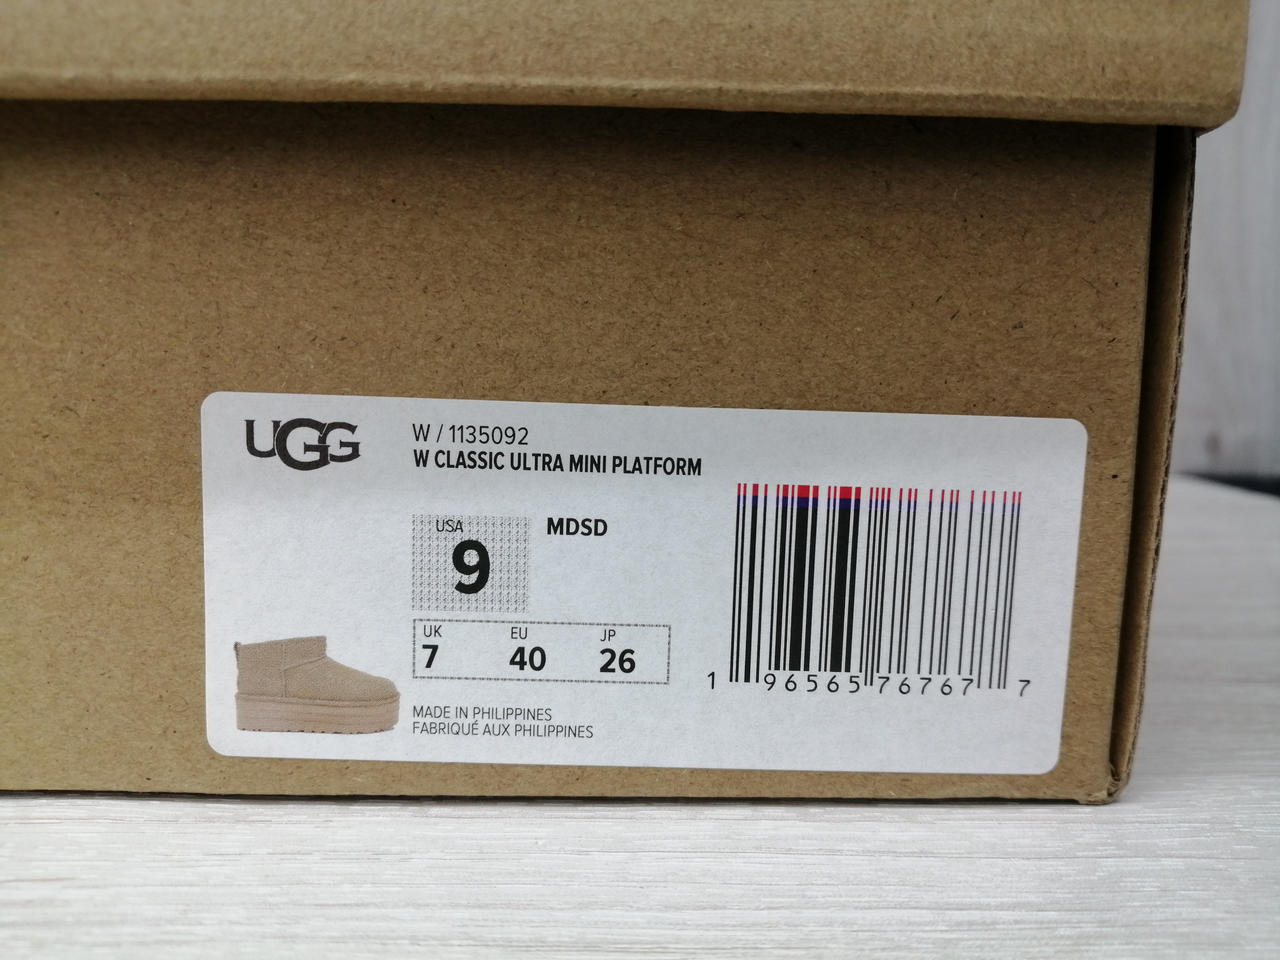 UGG
W / 1135092
W CLASSIC ULTRA MINI PLATFORM
USA
9
MDSD
UK EU JP
7 40 26
1 96565 76767 7
MADE IN PHILIPPINES
FABRIQUÉ AUX PHILIPPINES